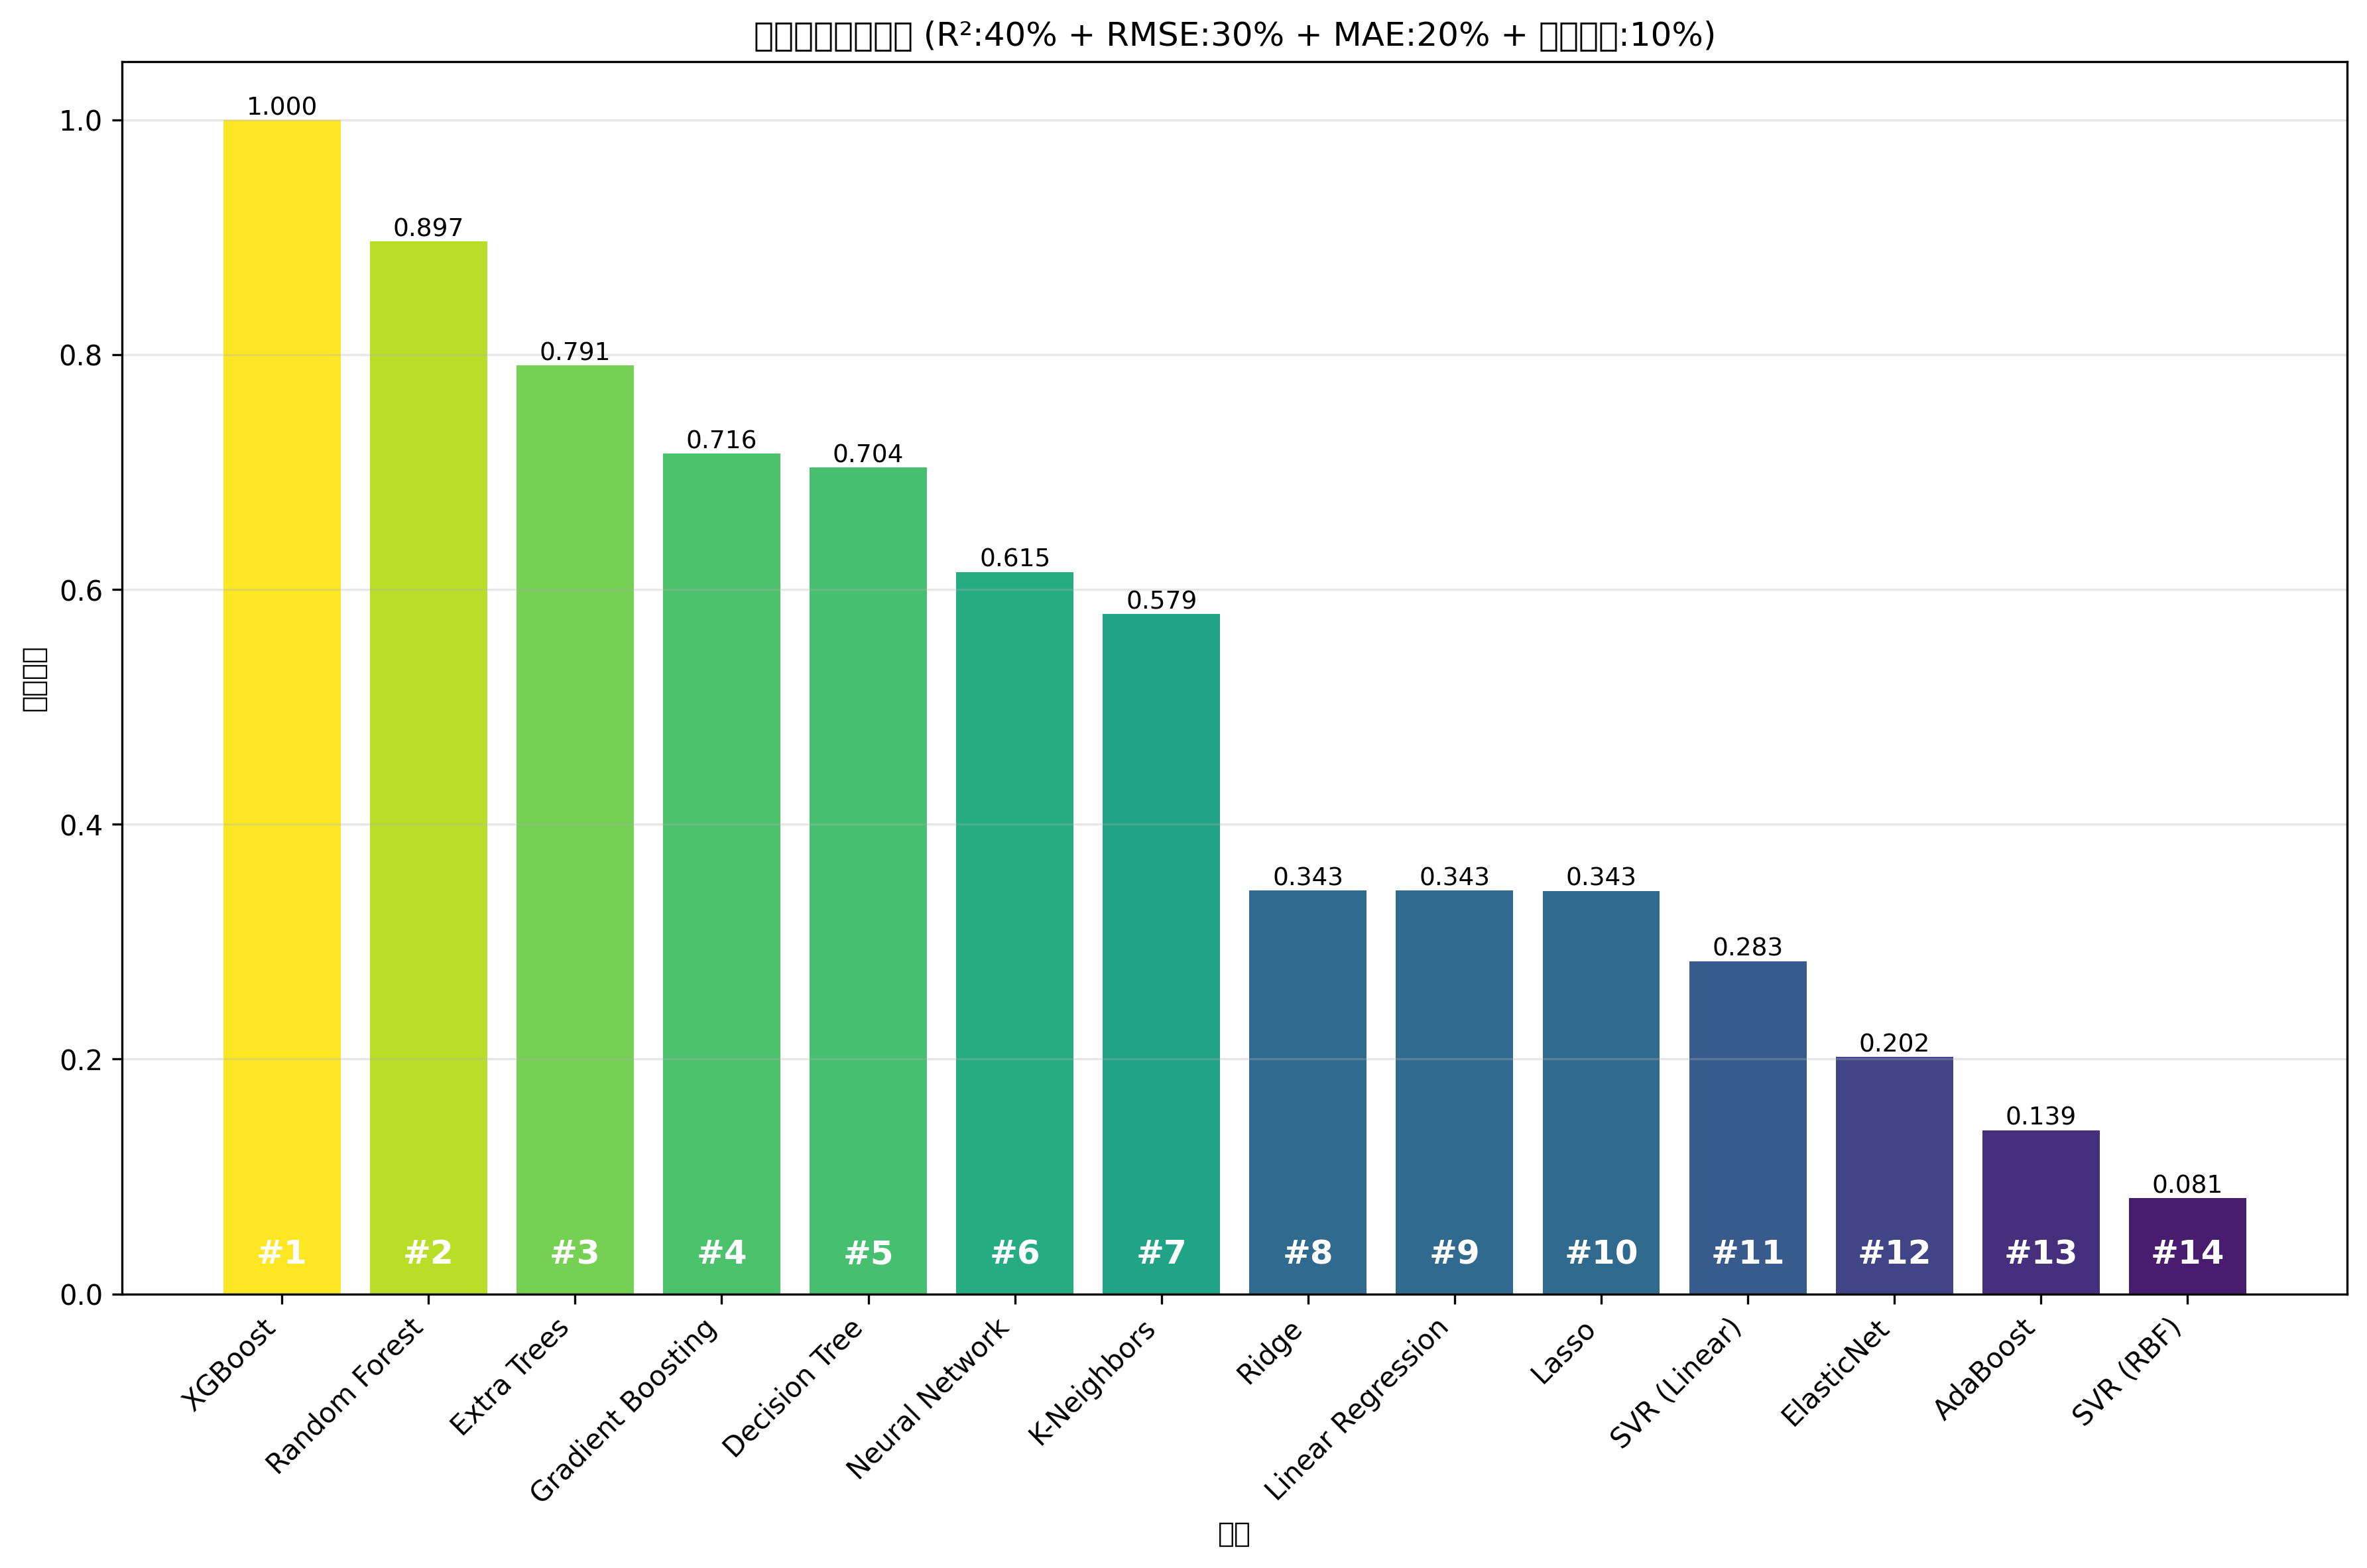 (R²:40% + RMSE:30% + MAE:20% + :10%)
1.000
0.897
0.791
0.716
0.704
0.615
0.579
0.343
0.343
0.343
0.283
0.202
0.139
0.081
1.0
0.8
0.6
0.4
0.2
0.0
#1
#2
#3
#4
#5
#6
#7
#8
#9
#10
#11
#12
#13
#14
XGBoost
Random Forest
Extra Trees
Gradient Boosting
Decision Tree
Neural Network
K-Neighbors
Ridge
Linear Regression
Lasso
SVR (Linear)
ElasticNet
AdaBoost
SVR (RBF)